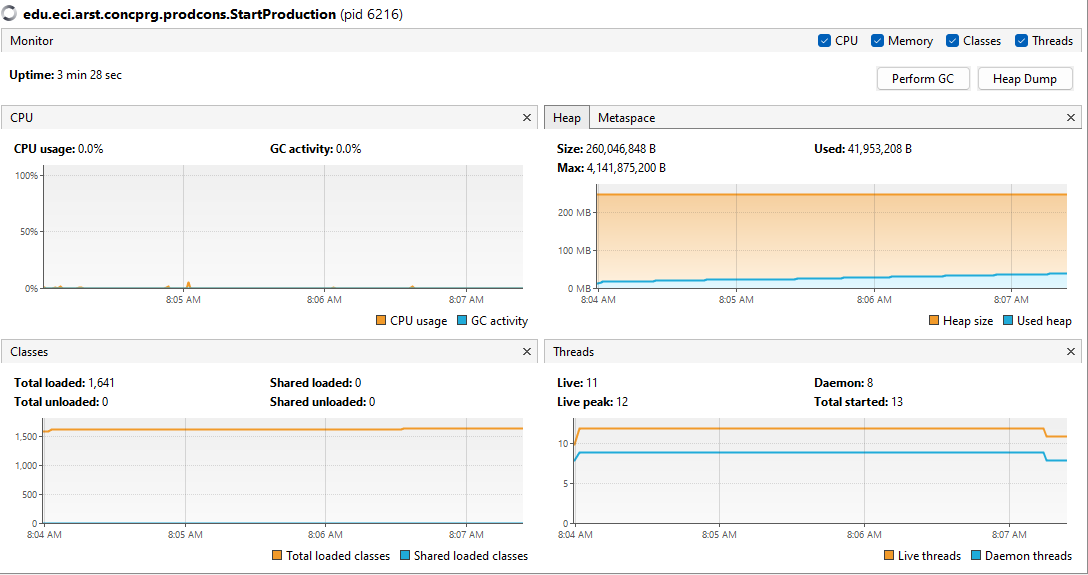 edu.eci.arst.concprg.prodcons.StartProduction (pid 6216)
Monitor
CPU Memory Classes Threads
Uptime: 3 min 28 sec
Perform GC Heap Dump
CPU
CPU usage: 0.0% GC activity: 0.0%
100%
50%
0%
8:05 AM 8:06 AM 8:07 AM
CPU usage GC activity
Heap Metaspace
Size: 260,046,848 B Used: 41,953,208 B
Max: 4,141,875,200 B
200 MB
100 MB
0 MB
8:04 AM 8:05 AM 8:06 AM 8:07 AM
Heap size Used heap
Classes
Total loaded: 1,641 Shared loaded: 0
Total unloaded: 0 Shared unloaded: 0
1,500
1,000
500
0
8:04 AM 8:05 AM 8:06 AM 8:07 AM
Total loaded classes Shared loaded classes
Threads
Live: 11 Daemon: 8
Live peak: 12 Total started: 13
10
5
0
8:04 AM 8:05 AM 8:06 AM 8:07 AM
Live threads Daemon threads